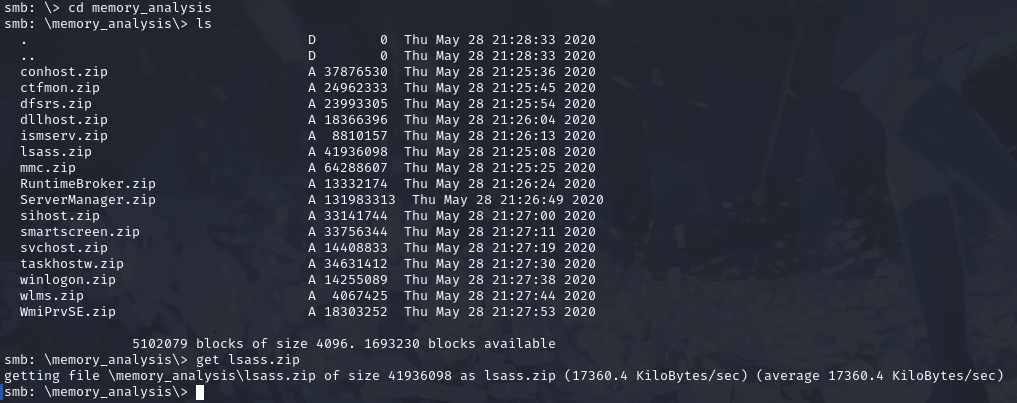 smb: \> cd memory_analysis
smb: \memory_analysis\> ls
  .                                   D        0  Thu May 28 21:28:33 2020
  ..                                  D        0  Thu May 28 21:28:33 2020
  conhost.zip                         A 37876530  Thu May 28 21:25:36 2020
  ctfmon.zip                          A 24962333  Thu May 28 21:25:45 2020
  dfsrs.zip                           A 23993305  Thu May 28 21:25:54 2020
  dllhost.zip                         A 18366396  Thu May 28 21:26:04 2020
  ismserv.zip                         A  8810157  Thu May 28 21:26:13 2020
  lsass.zip                           A 41936098  Thu May 28 21:25:08 2020
  mmc.zip                             A 64288607  Thu May 28 21:25:25 2020
  RuntimeBroker.zip                   A 13332174  Thu May 28 21:26:24 2020
  ServerManager.zip                   A 131983313  Thu May 28 21:26:49 2020
  sihost.zip                          A 33141744  Thu May 28 21:27:00 2020
  smartscreen.zip                     A 33756344  Thu May 28 21:27:11 2020
  svchost.zip                         A 14408833  Thu May 28 21:27:19 2020
  taskhostw.zip                       A 34631412  Thu May 28 21:27:30 2020
  winlogon.zip                        A 14255089  Thu May 28 21:27:38 2020
  wlms.zip                            A  4067425  Thu May 28 21:27:44 2020
  WmiPrvSE.zip                        A 18303252  Thu May 28 21:27:53 2020
                5102079 blocks of size 4096. 1693230 blocks available
smb: \memory_analysis\> get lsass.zip
getting file \memory_analysis\lsass.zip of size 41936098 as lsass.zip (17360.4 KiloBytes/sec) (average 17360.4 KiloBytes/sec)
smb: \memory_analysis\>